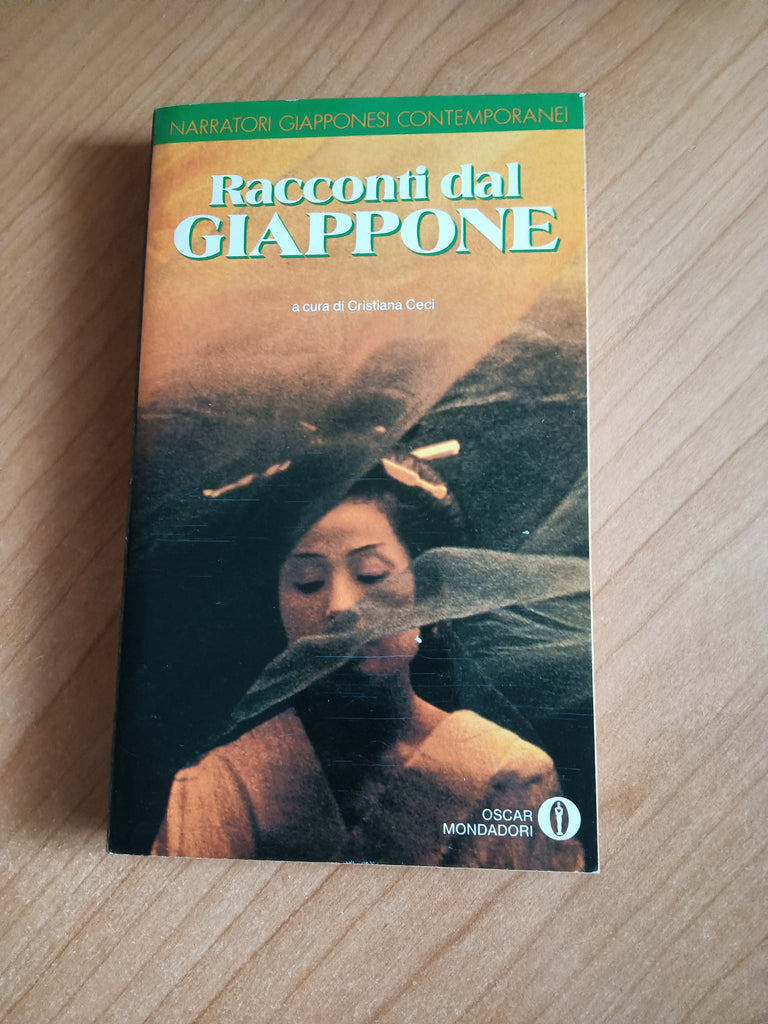 NARRATORI GIAPPONESI CONTEMPORANEI
Racconti dal
GIAPPONE
a cura di Cristiana Ceci
OSCAR
MONDADORI